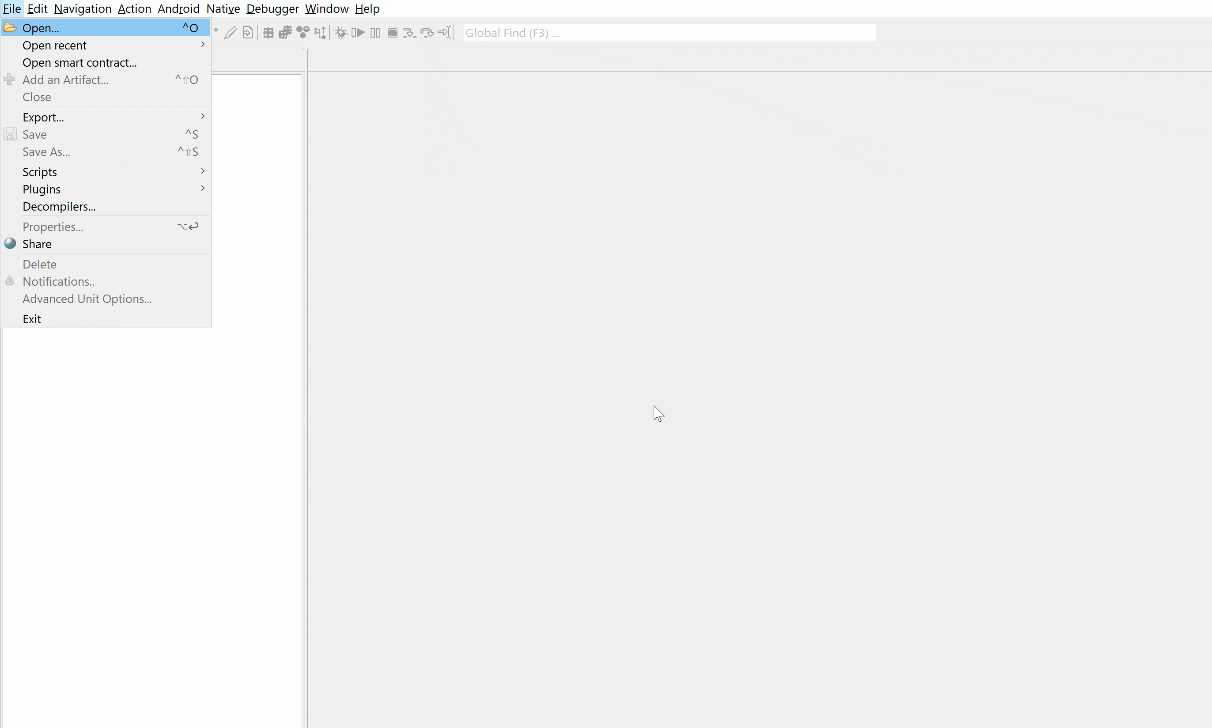 File Edit Navigation Action Android Native Debugger Window Help
Open... ^O
Global Find (F3) ...
Open recent
Open smart contract...
Add an Artifact... ^⇧O
Close
Export...
Save ^S
Save As... ^⇧S
Scripts
Plugins
Decompilers...
Properties... ⌥↩
Share
Delete
Notifications..
Advanced Unit Options...
Exit